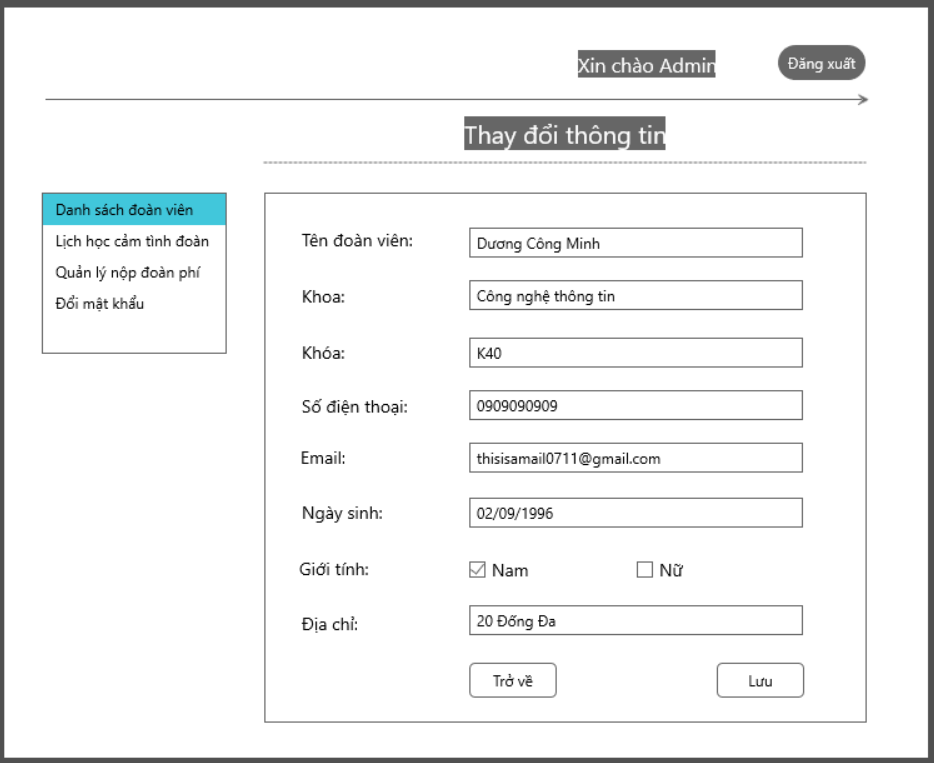 Xin chào Admin
Đăng xuất
Thay đổi thông tin
Danh sách đoàn viên
Lịch học cảm tình đoàn
Quản lý nộp đoàn phí
Đổi mật khẩu
Tên đoàn viên: Dương Công Minh
Khoa: Công nghệ thông tin
Khóa: K40
Số điện thoại: 0909090909
Email: thisisamail0711@gmail.com
Ngày sinh: 02/09/1996
Giới tính: Nam Nữ
Địa chỉ: 20 Đống Đa
Trở về Lưu